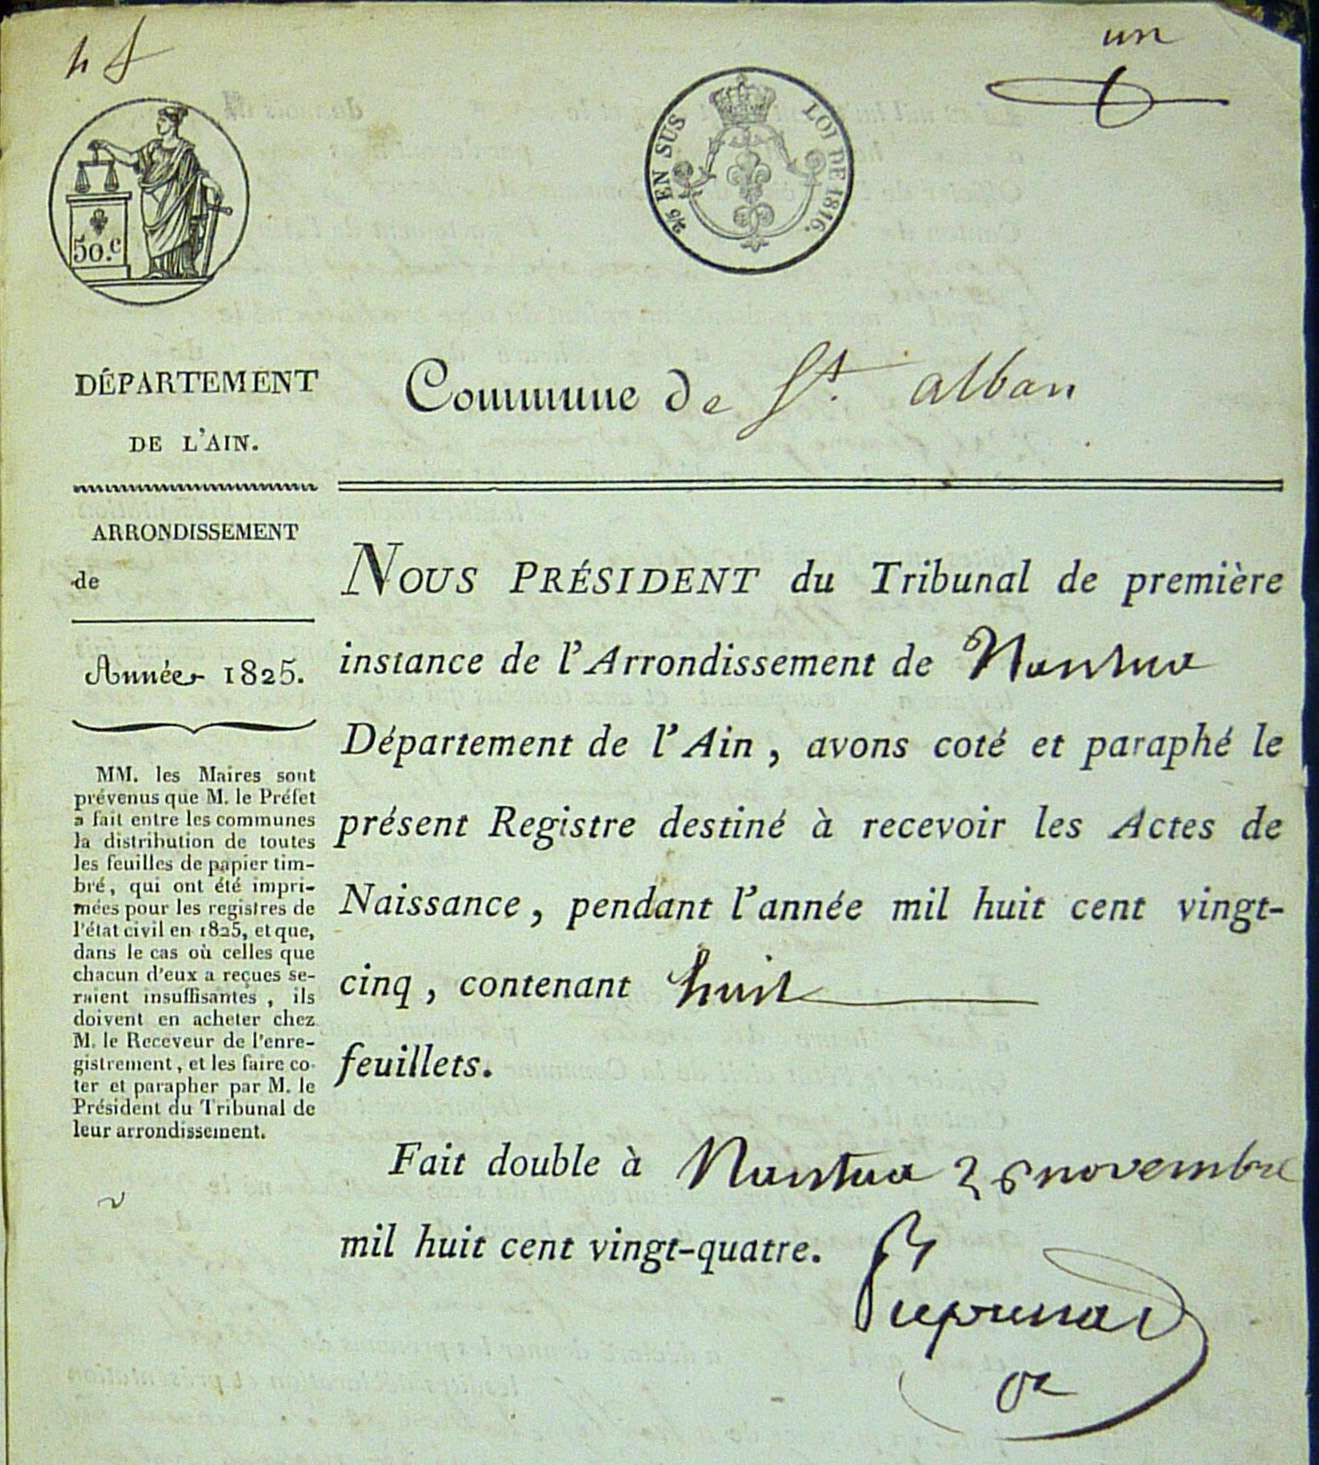 un
50.c
2/5 EN SUS LOI DE 1816.
DÉPARTEMENT
DE L'AIN.
ARRONDISSEMENT
de
Année 1825.
MM. les Maires sont
prévenus que M. le Préfet
a fait entre les communes
la distribution de toutes
les feuilles de papier tim-
bré, qui ont été impri-
mées pour les registres de
l'état civil en 1825, et que,
dans le cas où celles que
chacun d'eux a reçues se-
raient insuffisantes, ils
doivent en acheter chez
M. le Receveur de l'enre-
gistrement, et les faire co-
ter et parapher par M. le
Président du Tribunal de
leur arrondissement.
Commune de St. alban
NOUS PRÉSIDENT du Tribunal de première
instance de l'Arrondissement de Nantua
Département de l'Ain, avons coté et paraphé le
présent Registre destiné à recevoir les Actes de
Naissance, pendant l'année mil huit cent vingt-
cinq, contenant huit
feuillets.
Fait double à Nantua 26 novembre
mil huit cent vingt-quatre.